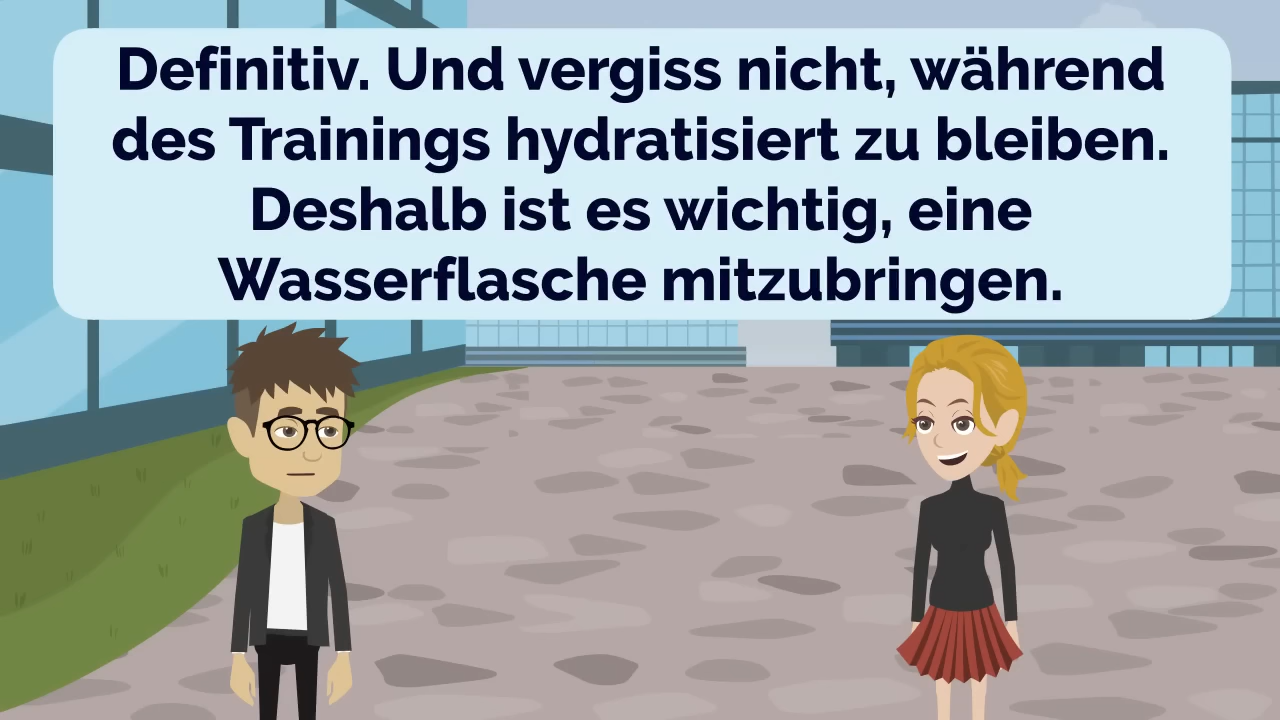 Definitiv. Und vergiss nicht, während
des Trainings hydratisiert zu bleiben.
Deshalb ist es wichtig, eine
Wasserflasche mitzubringen.